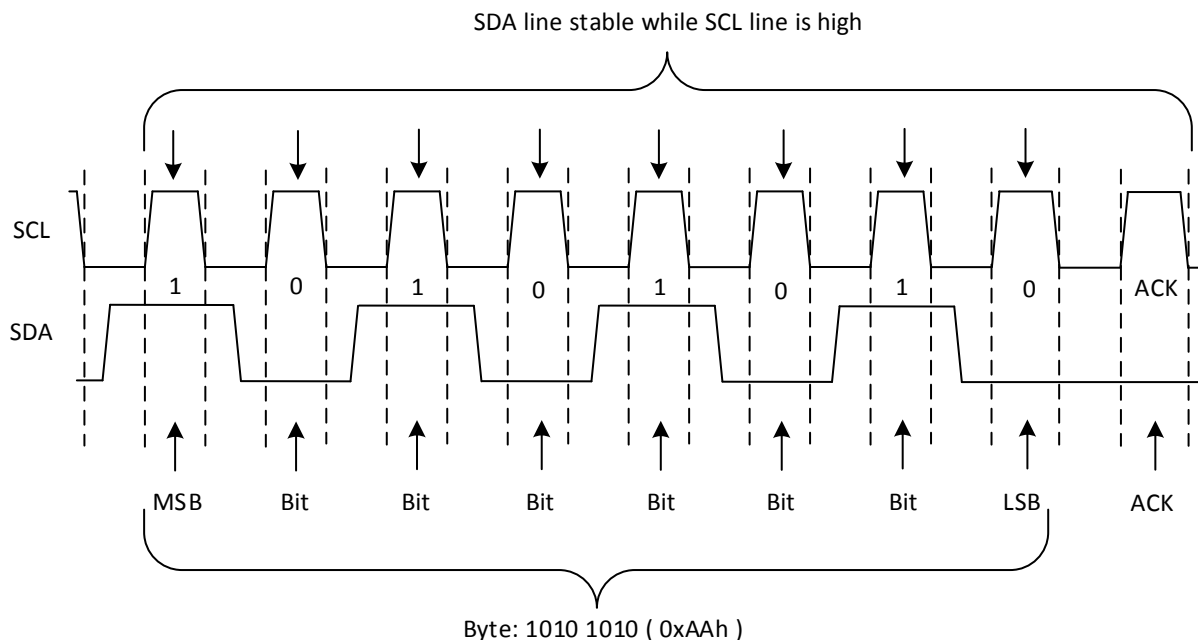 SDA line stable while SCL line is high
SCL
1 0 1 0 1 0 1 0 ACK
SDA
MSB Bit Bit Bit Bit Bit Bit LSB ACK
Byte: 1010 1010 ( 0xAAh )